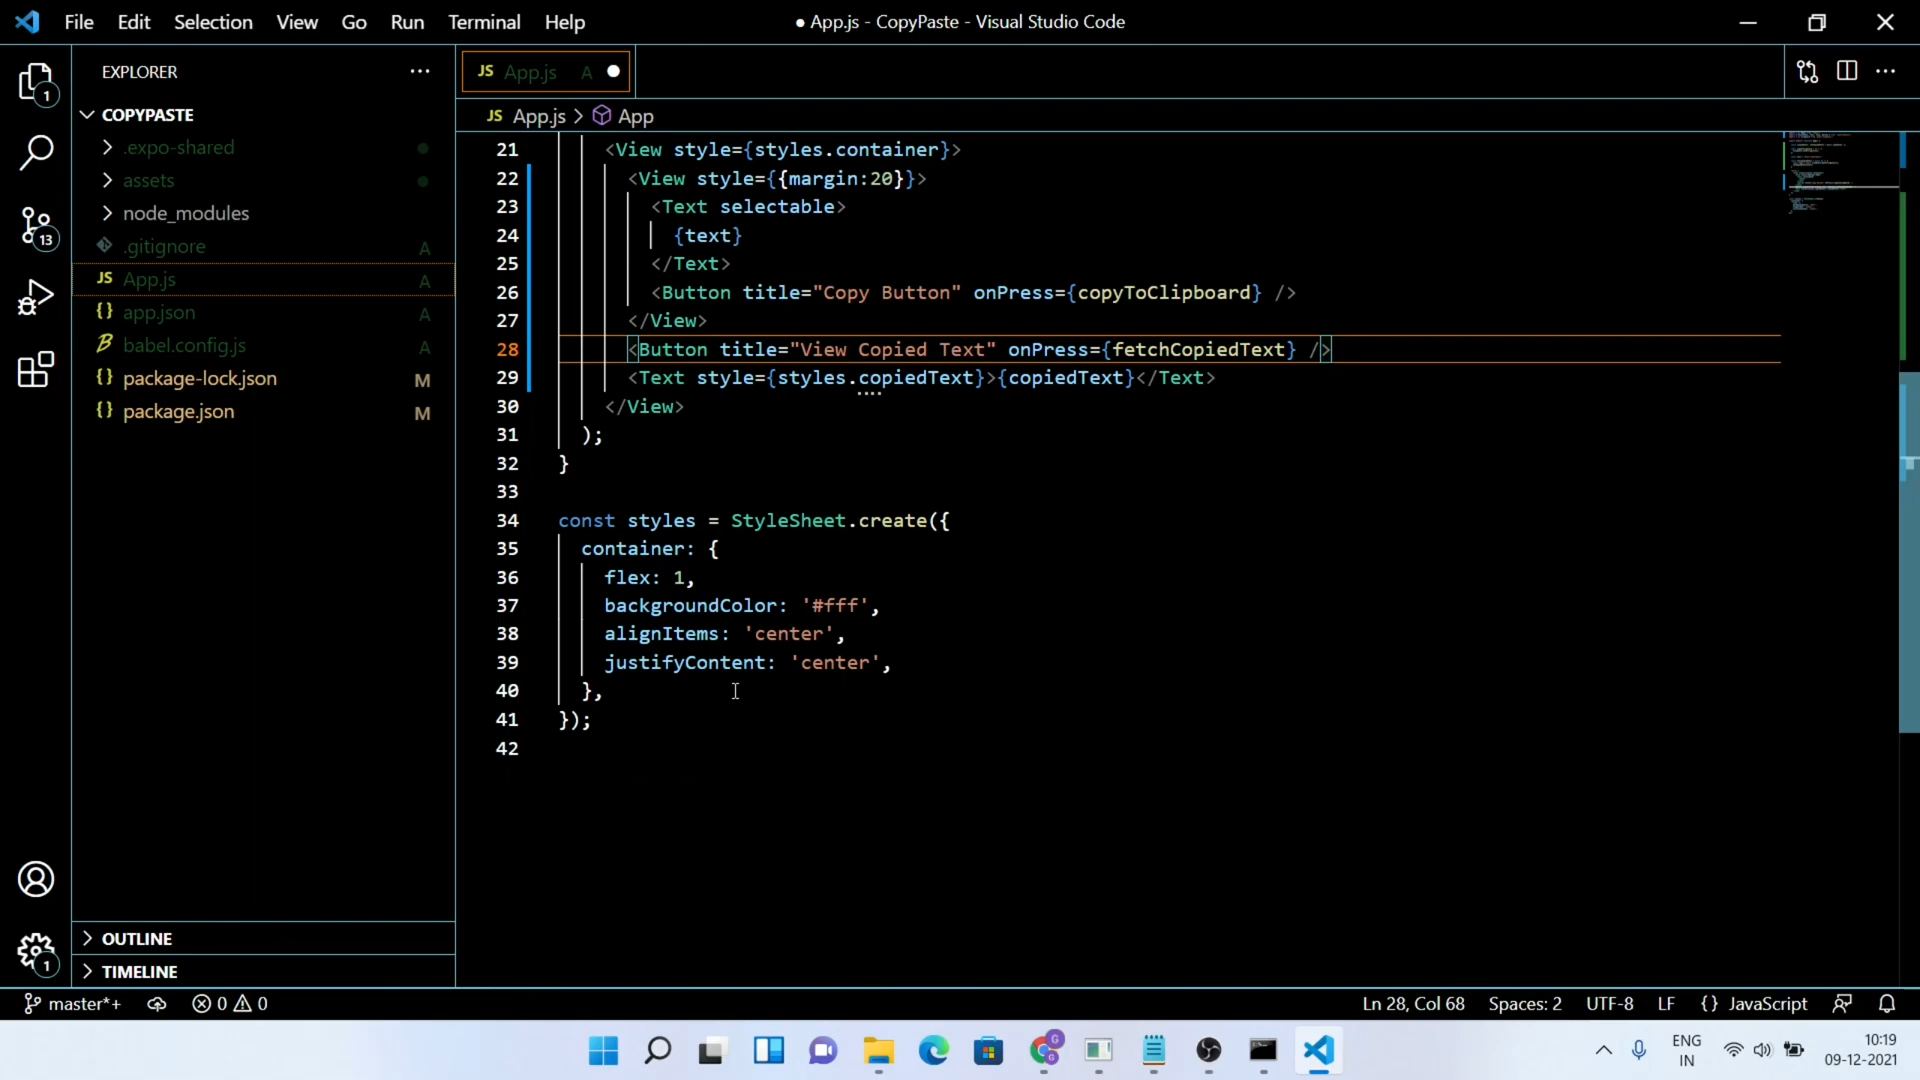 File Edit Selection View Go Run Terminal Help ● App.js - CopyPaste - Visual Studio Code
EXPLORER
JS App.js A
COPYPASTE
JS App.js > App
.expo-shared
assets
node_modules
.gitignore A
JS App.js A
{} app.json A
babel.config.js A
{} package-lock.json M
{} package.json M
21 <View style={styles.container}>
22 <View style={{margin:20}}>
23 <Text selectable>
24 {text}
25 </Text>
26 <Button title="Copy Button" onPress={copyToClipboard} />
27 </View>
28 <Button title="View Copied Text" onPress={fetchCopiedText} />
29 <Text style={styles.copiedText}>{copiedText}</Text>
30 </View>
31 );
32 }
33
34 const styles = StyleSheet.create({
35 container: {
36 flex: 1,
37 backgroundColor: '#fff',
38 alignItems: 'center',
39 justifyContent: 'center',
40 },
41 });
42
1
13
1
OUTLINE
TIMELINE
master*+ 0 0 Ln 28, Col 68 Spaces: 2 UTF-8 LF {} JavaScript
ENG
IN
10:19
09-12-2021